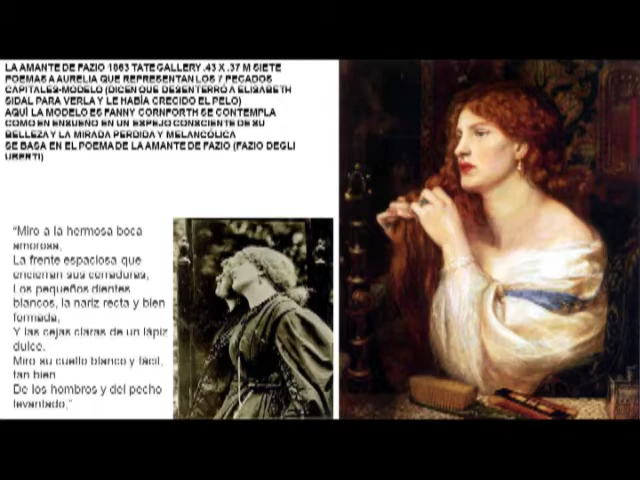 LA AMANTE DE FAZIO 1863 TATE GALLERY .43 X .37 M SIETE
POEMAS A AURELIA QUE REPRESENTAN LOS 7 PECADOS
CAPITALES-MODELO (DICEN QUE DESENTERRÓ A ELISABETH
SIDAL PARA VERLA Y LE HABÍA CRECIDO EL PELO)
AQUÍ LA MODELO ES FANNY CORNFORTH SE CONTEMPLA
COMO EN ENSUEÑO EN UN ESPEJO CONSCIENTE DE SU
BELLEZA Y LA MIRADA PERDIDA Y MELANCÓLICA
SE BASA EN EL POEMA DE LA AMANTE DE FAZIO (FAZIO DEGLI
UBERTI)
“Miro a la hermosa boca
amorosa,
La frente espaciosa que
encierran sus cerraduras,
Los pequeños dientes
blancos, la nariz recta y bien
formada,
Y las cejas claras de un lápiz
dulce.
Miro su cuello blanco y fácil,
tan bien
De los hombros y del pecho
levantado,”